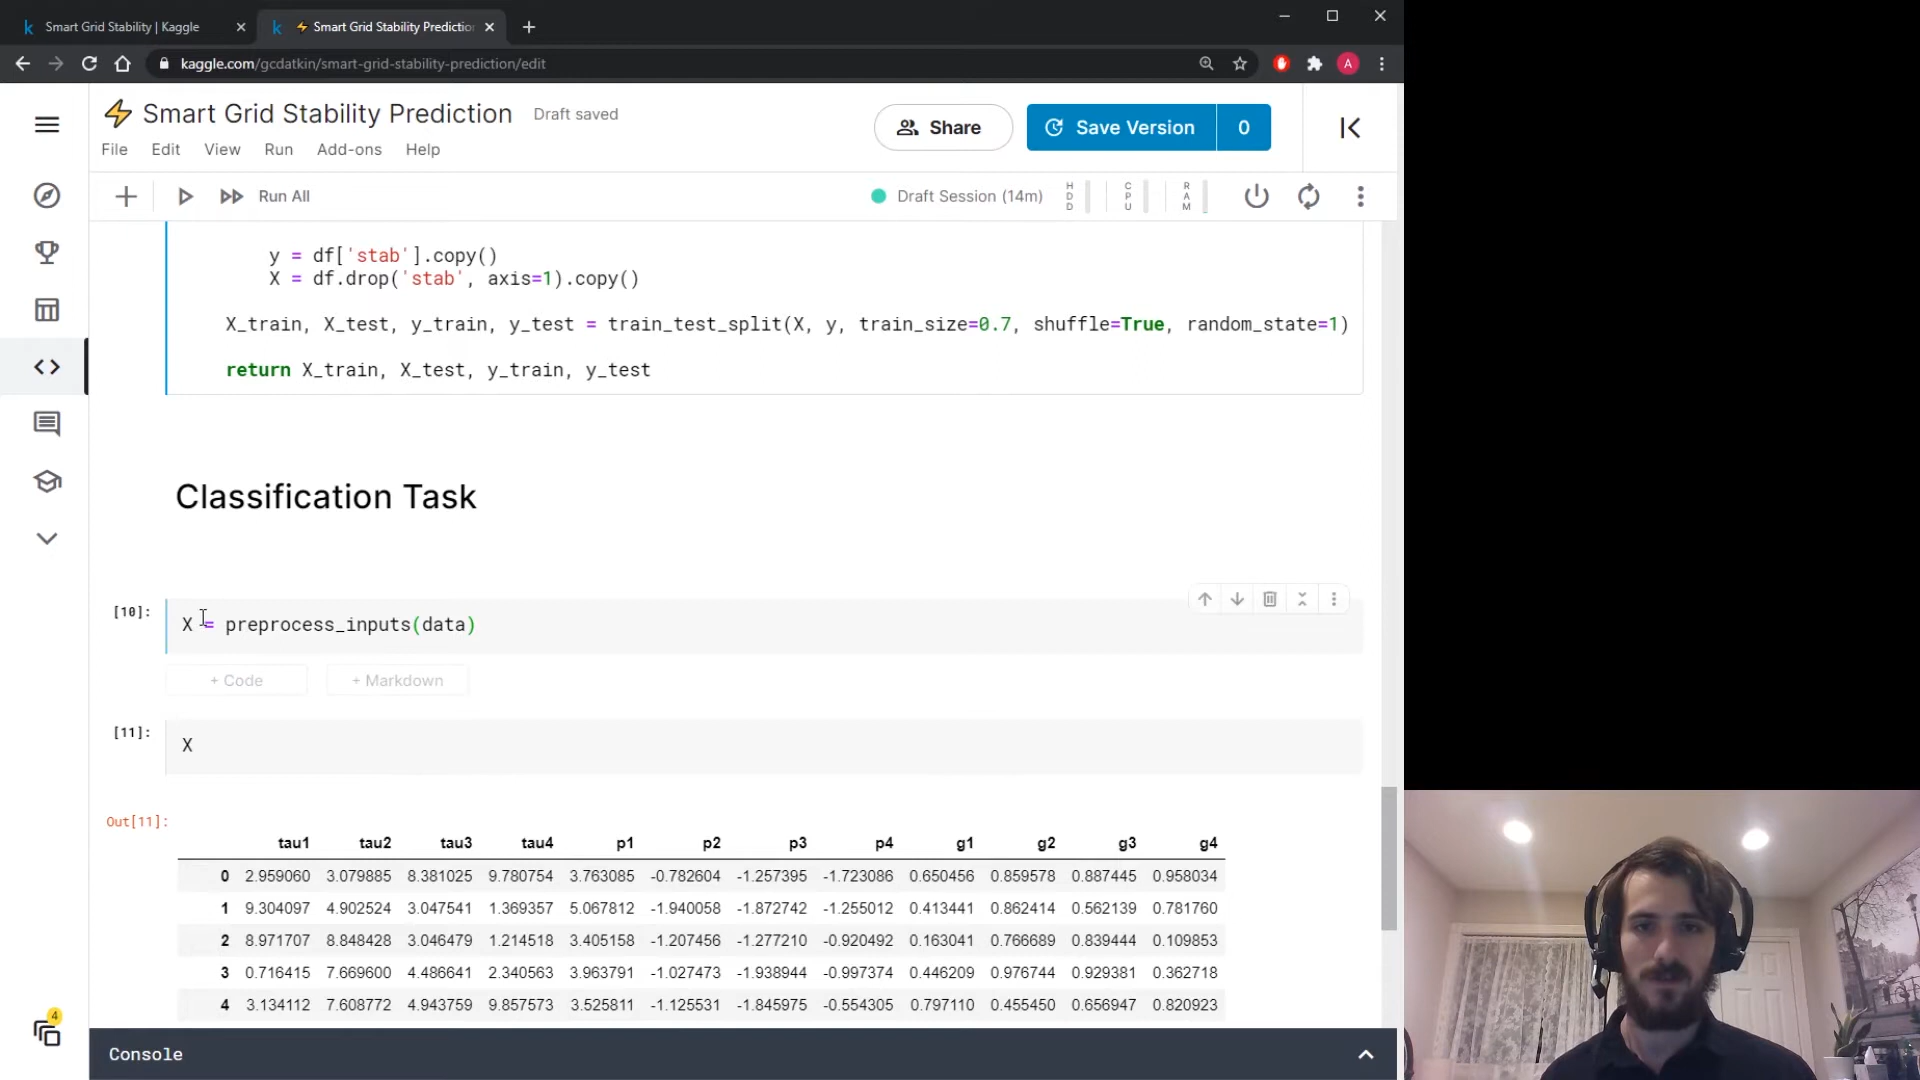 Smart Grid Stability | Kaggle
⚡ Smart Grid Stability Predictio
kaggle.com/gcdatkin/smart-grid-stability-prediction/edit
A
⚡ Smart Grid Stability Prediction
Draft saved
Share
Save Version
0
File Edit View Run Add-ons Help
Run All
Draft Session (14m)
HDD
CPU
RAM
y = df['stab'].copy()
X = df.drop('stab', axis=1).copy()
X_train, X_test, y_train, y_test = train_test_split(X, y, train_size=0.7, shuffle=True, random_state=1)
return X_train, X_test, y_train, y_test
Classification Task
[10]:
X = preprocess_inputs(data)
+ Code
+ Markdown
[11]:
X
Out[11]:
tau1 tau2 tau3 tau4 p1 p2 p3 p4 g1 g2 g3 g4
0 2.959060 3.079885 8.381025 9.780754 3.763085 -0.782604 -1.257395 -1.723086 0.650456 0.859578 0.887445 0.958034
1 9.304097 4.902524 3.047541 1.369357 5.067812 -1.940058 -1.872742 -1.255012 0.413441 0.862414 0.562139 0.781760
2 8.971707 8.848428 3.046479 1.214518 3.405158 -1.207456 -1.277210 -0.920492 0.163041 0.766689 0.839444 0.109853
3 0.716415 7.669600 4.486641 2.340563 3.963791 -1.027473 -1.938944 -0.997374 0.446209 0.976744 0.929381 0.362718
4 3.134112 7.608772 4.943759 9.857573 3.525811 -1.125531 -1.845975 -0.554305 0.797110 0.455450 0.656947 0.820923
4
Console